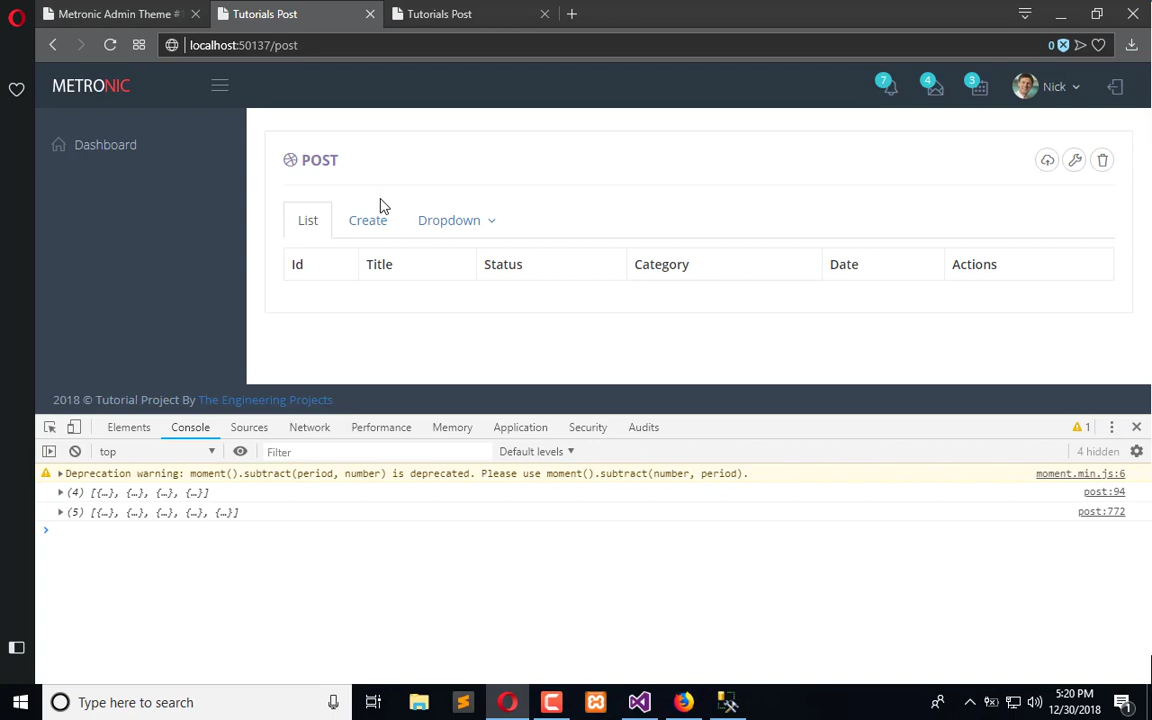 Metronic Admin Theme #
Tutorials Post
Tutorials Post
localhost:50137/post
0
METRONIC
7
4
3
Nick
Dashboard
POST
List
Create
Dropdown
Id
Title
Status
Category
Date
Actions
2018 © Tutorial Project By The Engineering Projects
Elements
Console
Sources
Network
Performance
Memory
Application
Security
Audits
1
top
Filter
Default levels
4 hidden
Deprecation warning: moment().subtract(period, number) is deprecated. Please use moment().subtract(number, period).
moment.min.js:6
(4) [{…}, {…}, {…}, {…}]
post:94
(5) [{…}, {…}, {…}, {…}, {…}]
post:772
Type here to search
5:20 PM
12/30/2018
1